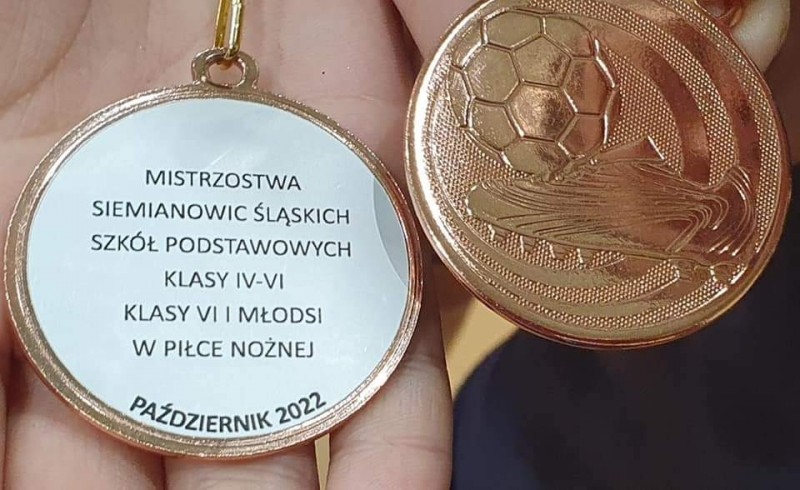 MISTRZOSTWA
SIEMIANOWIC ŚLĄSKICH
SZKÓŁ PODSTAWOWYCH
KLASY IV-VI
KLASY VI I MŁODSI
W PIŁCE NOŻNEJ
PAŹDZIERNIK 2022